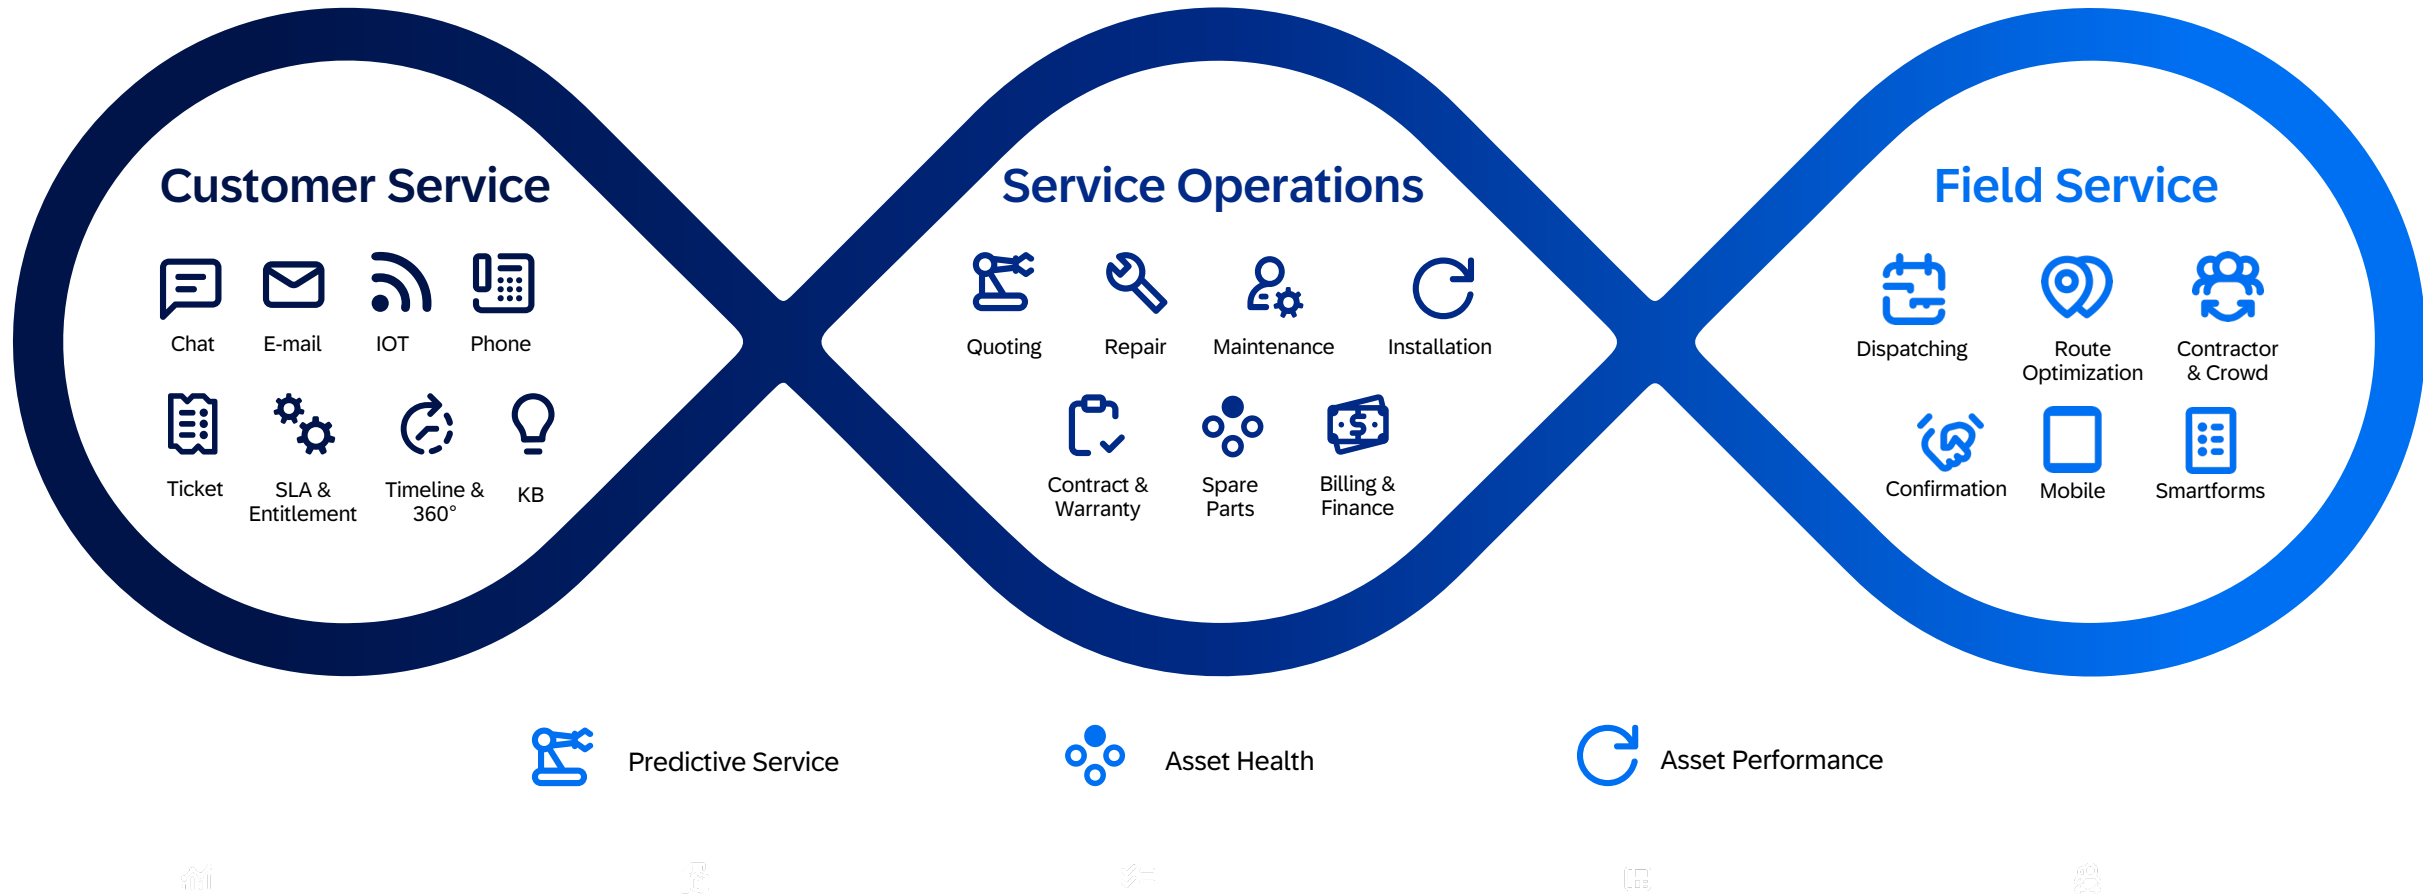 Customer Service
Service Operations
Field Service
Chat
E-mail
IOT
Phone
Ticket
SLA &
Entitlement
Timeline &
360°
KB
Quoting
Repair
Maintenance
Installation
Contract &
Warranty
Spare
Parts
Billing &
Finance
Dispatching
Route
Optimization
Contractor
& Crowd
Confirmation
Mobile
Smartforms
Predictive Service
Asset Health
Asset Performance